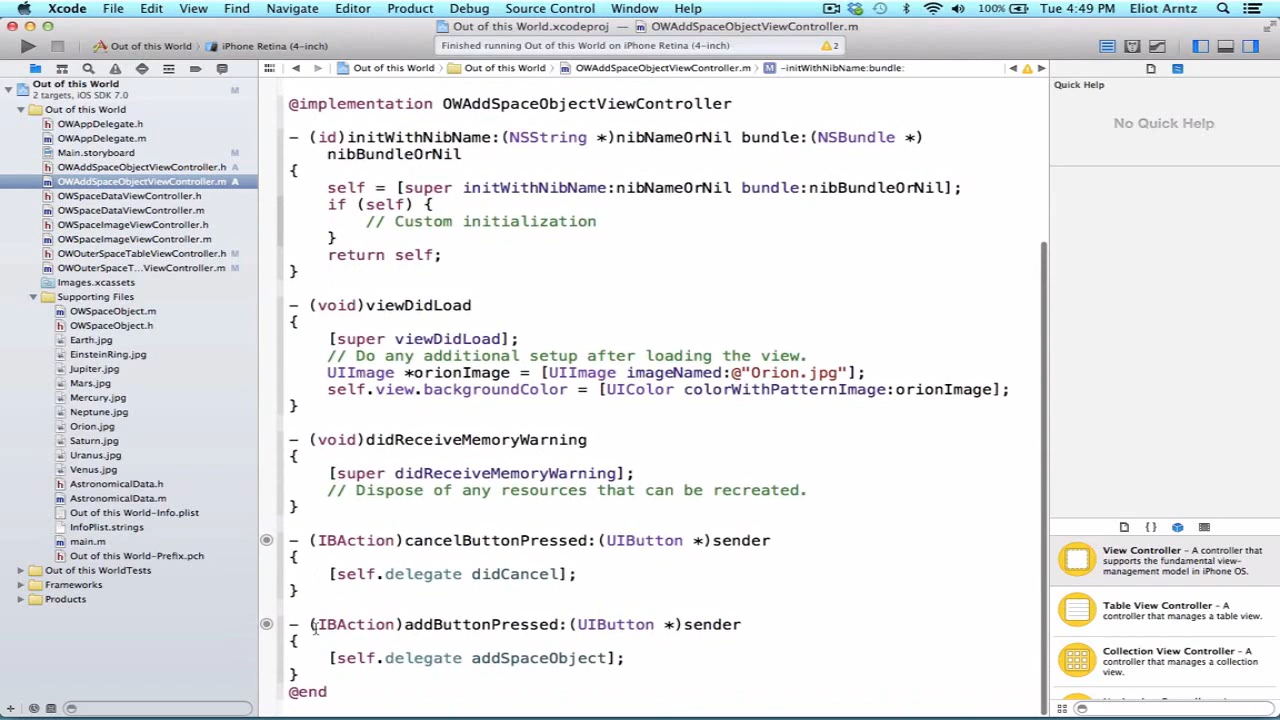 Xcode File Edit View Find Navigate Editor Product Debug Source Control Window Help 100% Tue 4:49 PM Eliot Arntz
Out of this World.xcodeproj — OWAddSpaceObjectViewController.m
Out of this World iPhone Retina (4-inch) Finished running Out of this World on iPhone Retina (4-inch) 2
Out of this World Out of this World OWAddSpaceObjectViewController.m M -initWithNibName:bundle:
Out of this World M
2 targets, iOS SDK 7.0
Out of this World
h OWAppDelegate.h
m OWAppDelegate.m
Main.storyboard M
h OWAddSpaceObjectViewController.h A
m OWAddSpaceObjectViewController.m A
h OWSpaceDataViewController.h
m OWSpaceDataViewController.m
h OWSpaceImageViewController.h
m OWSpaceImageViewController.m
h OWOuterSpaceTableViewController.h M
m OWOuterSpaceT...ViewController.m M
Images.xcassets
Supporting Files
m OWSpaceObject.m
h OWSpaceObject.h
Earth.jpg
EinsteinRing.jpg
Jupiter.jpg
Mars.jpg
Mercury.jpg
Neptune.jpg
Orion.jpg
Saturn.jpg
Uranus.jpg
Venus.jpg
h AstronomicalData.h
m AstronomicalData.m
Out of this World-Info.plist
InfoPlist.strings
m main.m
h Out of this World-Prefix.pch
Out of this WorldTests
Frameworks
Products
@implementation OWAddSpaceObjectViewController
- (id)initWithNibName:(NSString *)nibNameOrNil bundle:(NSBundle *)
nibBundleOrNil
{
self = [super initWithNibName:nibNameOrNil bundle:nibBundleOrNil];
if (self) {
// Custom initialization
}
return self;
}
- (void)viewDidLoad
{
[super viewDidLoad];
// Do any additional setup after loading the view.
UIImage *orionImage = [UIImage imageNamed:@"Orion.jpg"];
self.view.backgroundColor = [UIColor colorWithPatternImage:orionImage];
}
- (void)didReceiveMemoryWarning
{
[super didReceiveMemoryWarning];
// Dispose of any resources that can be recreated.
}
- (IBAction)cancelButtonPressed:(UIButton *)sender
{
[self.delegate didCancel];
}
- (IBAction)addButtonPressed:(UIButton *)sender
{
[self.delegate addSpaceObject];
}
@end
Quick Help
No Quick Help
{ }
View Controller – A controller that
supports the fundamental view-
management model in iPhone OS.
Table View Controller – A
controller that manages a table view.
Collection View Controller – A
controller that manages a collection
view.